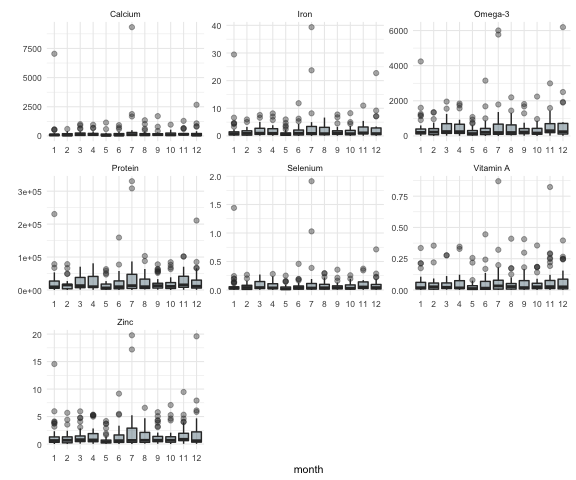 Calcium Iron Omega-3
7500 5000 2500 0
40 30 20 10 0
6000 4000 2000 0
1 2 3 4 5 6 7 8 9 10 11 12 1 2 3 4 5 6 7 8 9 10 11 12 1 2 3 4 5 6 7 8 9 10 11 12
Protein Selenium Vitamin A
3e+05 2e+05 1e+05 0e+00
2.0 1.5 1.0 0.5 0.0
0.75 0.50 0.25 0.00
1 2 3 4 5 6 7 8 9 10 11 12 1 2 3 4 5 6 7 8 9 10 11 12 1 2 3 4 5 6 7 8 9 10 11 12
Zinc
20
15
10
5
0
1 2 3 4 5 6 7 8 9 10 11 12
month